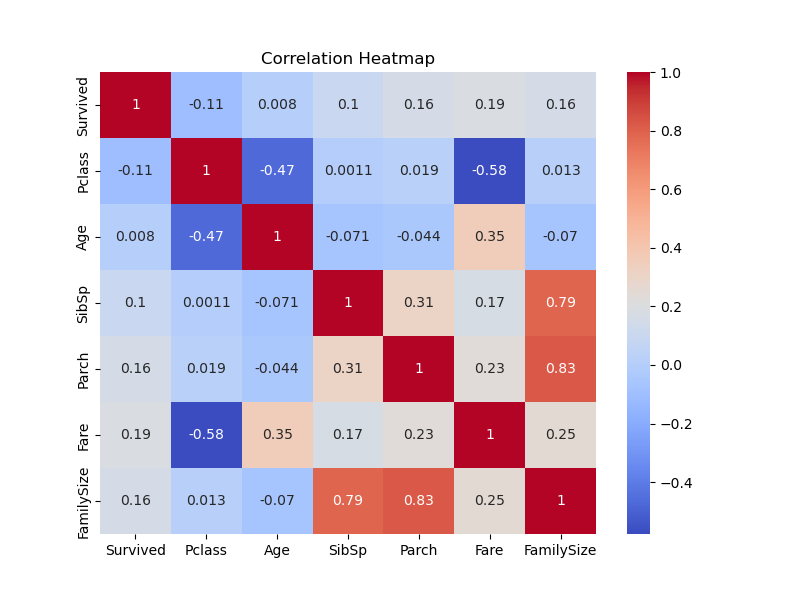 Correlation Heatmap
Survived 1 -0.11 0.008 0.1 0.16 0.19 0.16
Pclass -0.11 1 -0.47 0.0011 0.019 -0.58 0.013
Age 0.008 -0.47 1 -0.071 -0.044 0.35 -0.07
SibSp 0.1 0.0011 -0.071 1 0.31 0.17 0.79
Parch 0.16 0.019 -0.044 0.31 1 0.23 0.83
Fare 0.19 -0.58 0.35 0.17 0.23 1 0.25
FamilySize 0.16 0.013 -0.07 0.79 0.83 0.25 1
Survived Pclass Age SibSp Parch Fare FamilySize
1.0
0.8
0.6
0.4
0.2
0.0
−0.2
−0.4